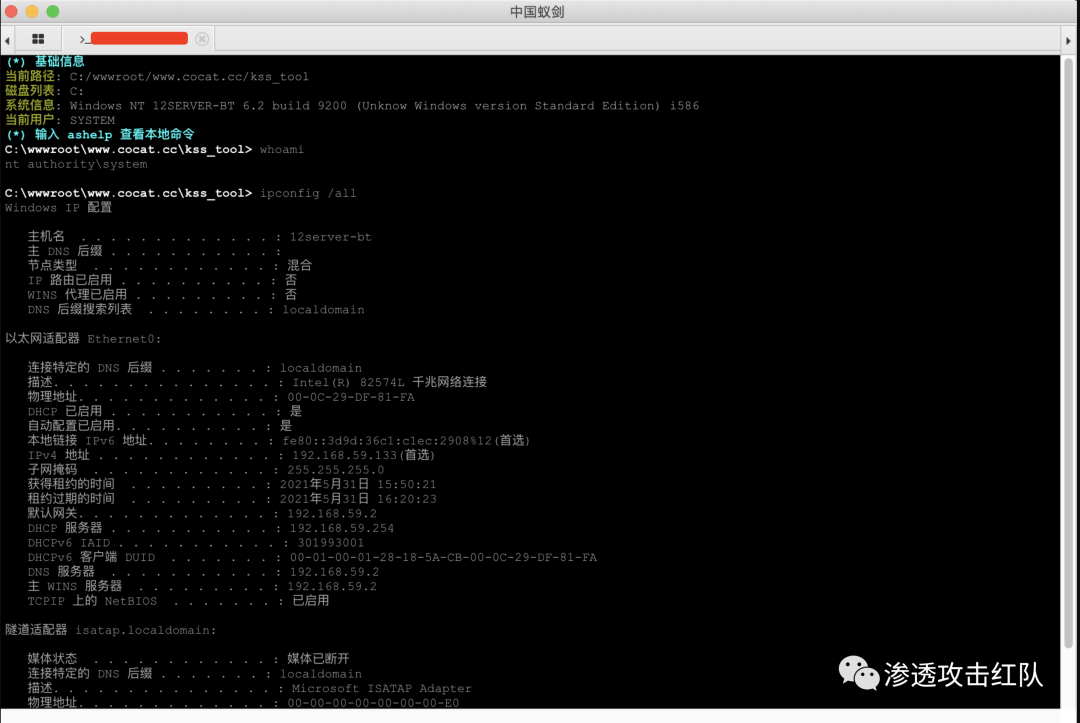 中国蚁剑
>_
(*) 基础信息
当前路径: C:/wwwroot/www.cocat.cc/kss_tool
磁盘列表: C:
系统信息: Windows NT 12SERVER-BT 6.2 build 9200 (Unknow Windows version Standard Edition) i586
当前用户: SYSTEM
(*) 输入 ashelp 查看本地命令
C:\wwwroot\www.cocat.cc\kss_tool> whoami
nt authority\system
C:\wwwroot\www.cocat.cc\kss_tool> ipconfig /all
Windows IP 配置
主机名 . . . . . . . . . . . . . : 12server-bt
主 DNS 后缀 . . . . . . . . . . . :
节点类型 . . . . . . . . . . . . : 混合
IP 路由已启用 . . . . . . . . . . : 否
WINS 代理已启用 . . . . . . . . . : 否
DNS 后缀搜索列表 . . . . . . . . : localdomain
以太网适配器 Ethernet0:
连接特定的 DNS 后缀 . . . . . . . : localdomain
描述. . . . . . . . . . . . . . . : Intel(R) 82574L 千兆网络连接
物理地址. . . . . . . . . . . . . : 00-0C-29-DF-81-FA
DHCP 已启用 . . . . . . . . . . . : 是
自动配置已启用. . . . . . . . . . : 是
本地链接 IPv6 地址. . . . . . . . : fe80::3d9d:36c1:c1ec:2908%12(首选)
IPv4 地址 . . . . . . . . . . . . : 192.168.59.133(首选)
子网掩码 . . . . . . . . . . . . : 255.255.255.0
获得租约的时间 . . . . . . . . . : 2021年5月31日 15:50:21
租约过期的时间 . . . . . . . . . : 2021年5月31日 16:20:23
默认网关. . . . . . . . . . . . . : 192.168.59.2
DHCP 服务器 . . . . . . . . . . . : 192.168.59.254
DHCPv6 IAID . . . . . . . . . . . : 301993001
DHCPv6 客户端 DUID . . . . . . . : 00-01-00-01-28-18-5A-CB-00-0C-29-DF-81-FA
DNS 服务器 . . . . . . . . . . . : 192.168.59.2
主 WINS 服务器 . . . . . . . . . : 192.168.59.2
TCPIP 上的 NetBIOS . . . . . . . : 已启用
隧道适配器 isatap.localdomain:
媒体状态 . . . . . . . . . . . . : 媒体已断开
连接特定的 DNS 后缀 . . . . . . . : localdomain
描述. . . . . . . . . . . . . . . : Microsoft ISATAP Adapter
物理地址. . . . . . . . . . . . . : 00-00-00-00-00-00-00-E0
渗透攻击红队